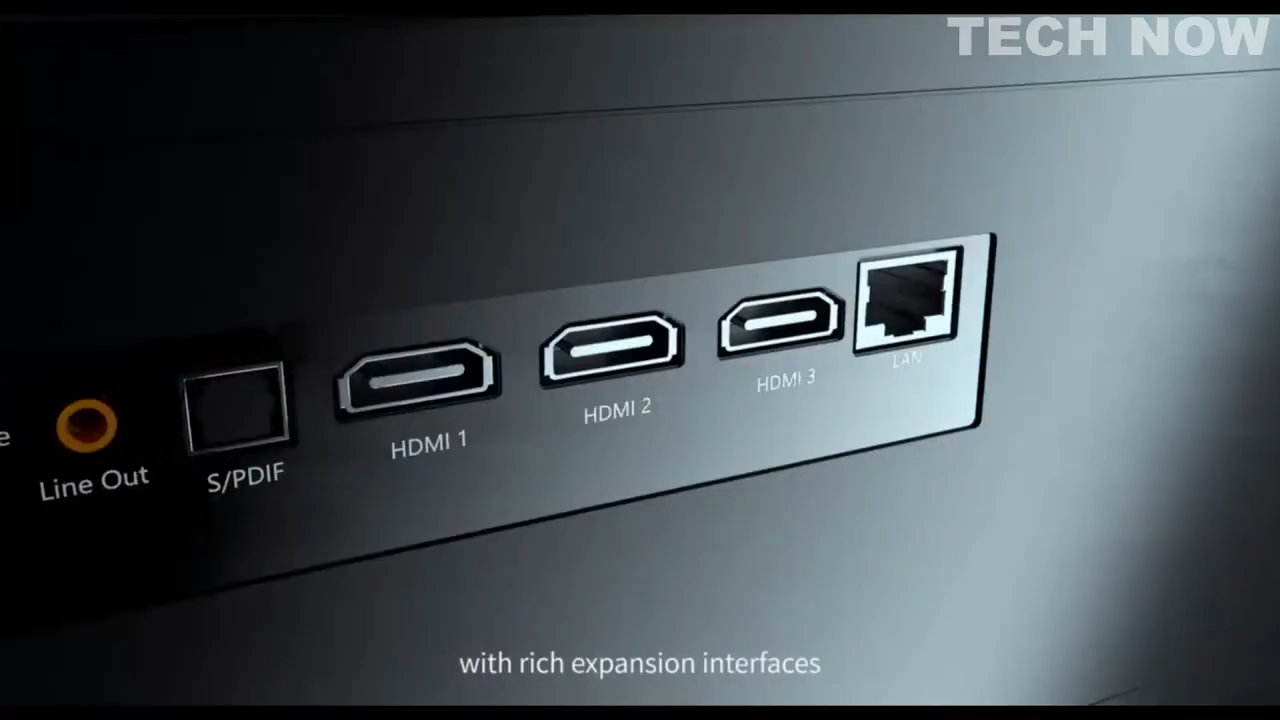 TECH NOW
e
Line Out
S/PDIF
HDMI 1
HDMI 2
HDMI 3
LAN
with rich expansion interfaces